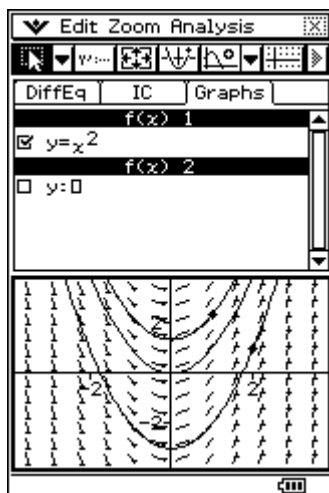 Edit Zoom Analysis
DiffEq IC Graphs
f(x) 1
y=x²
f(x) 2
y:
2
-2 2
-2